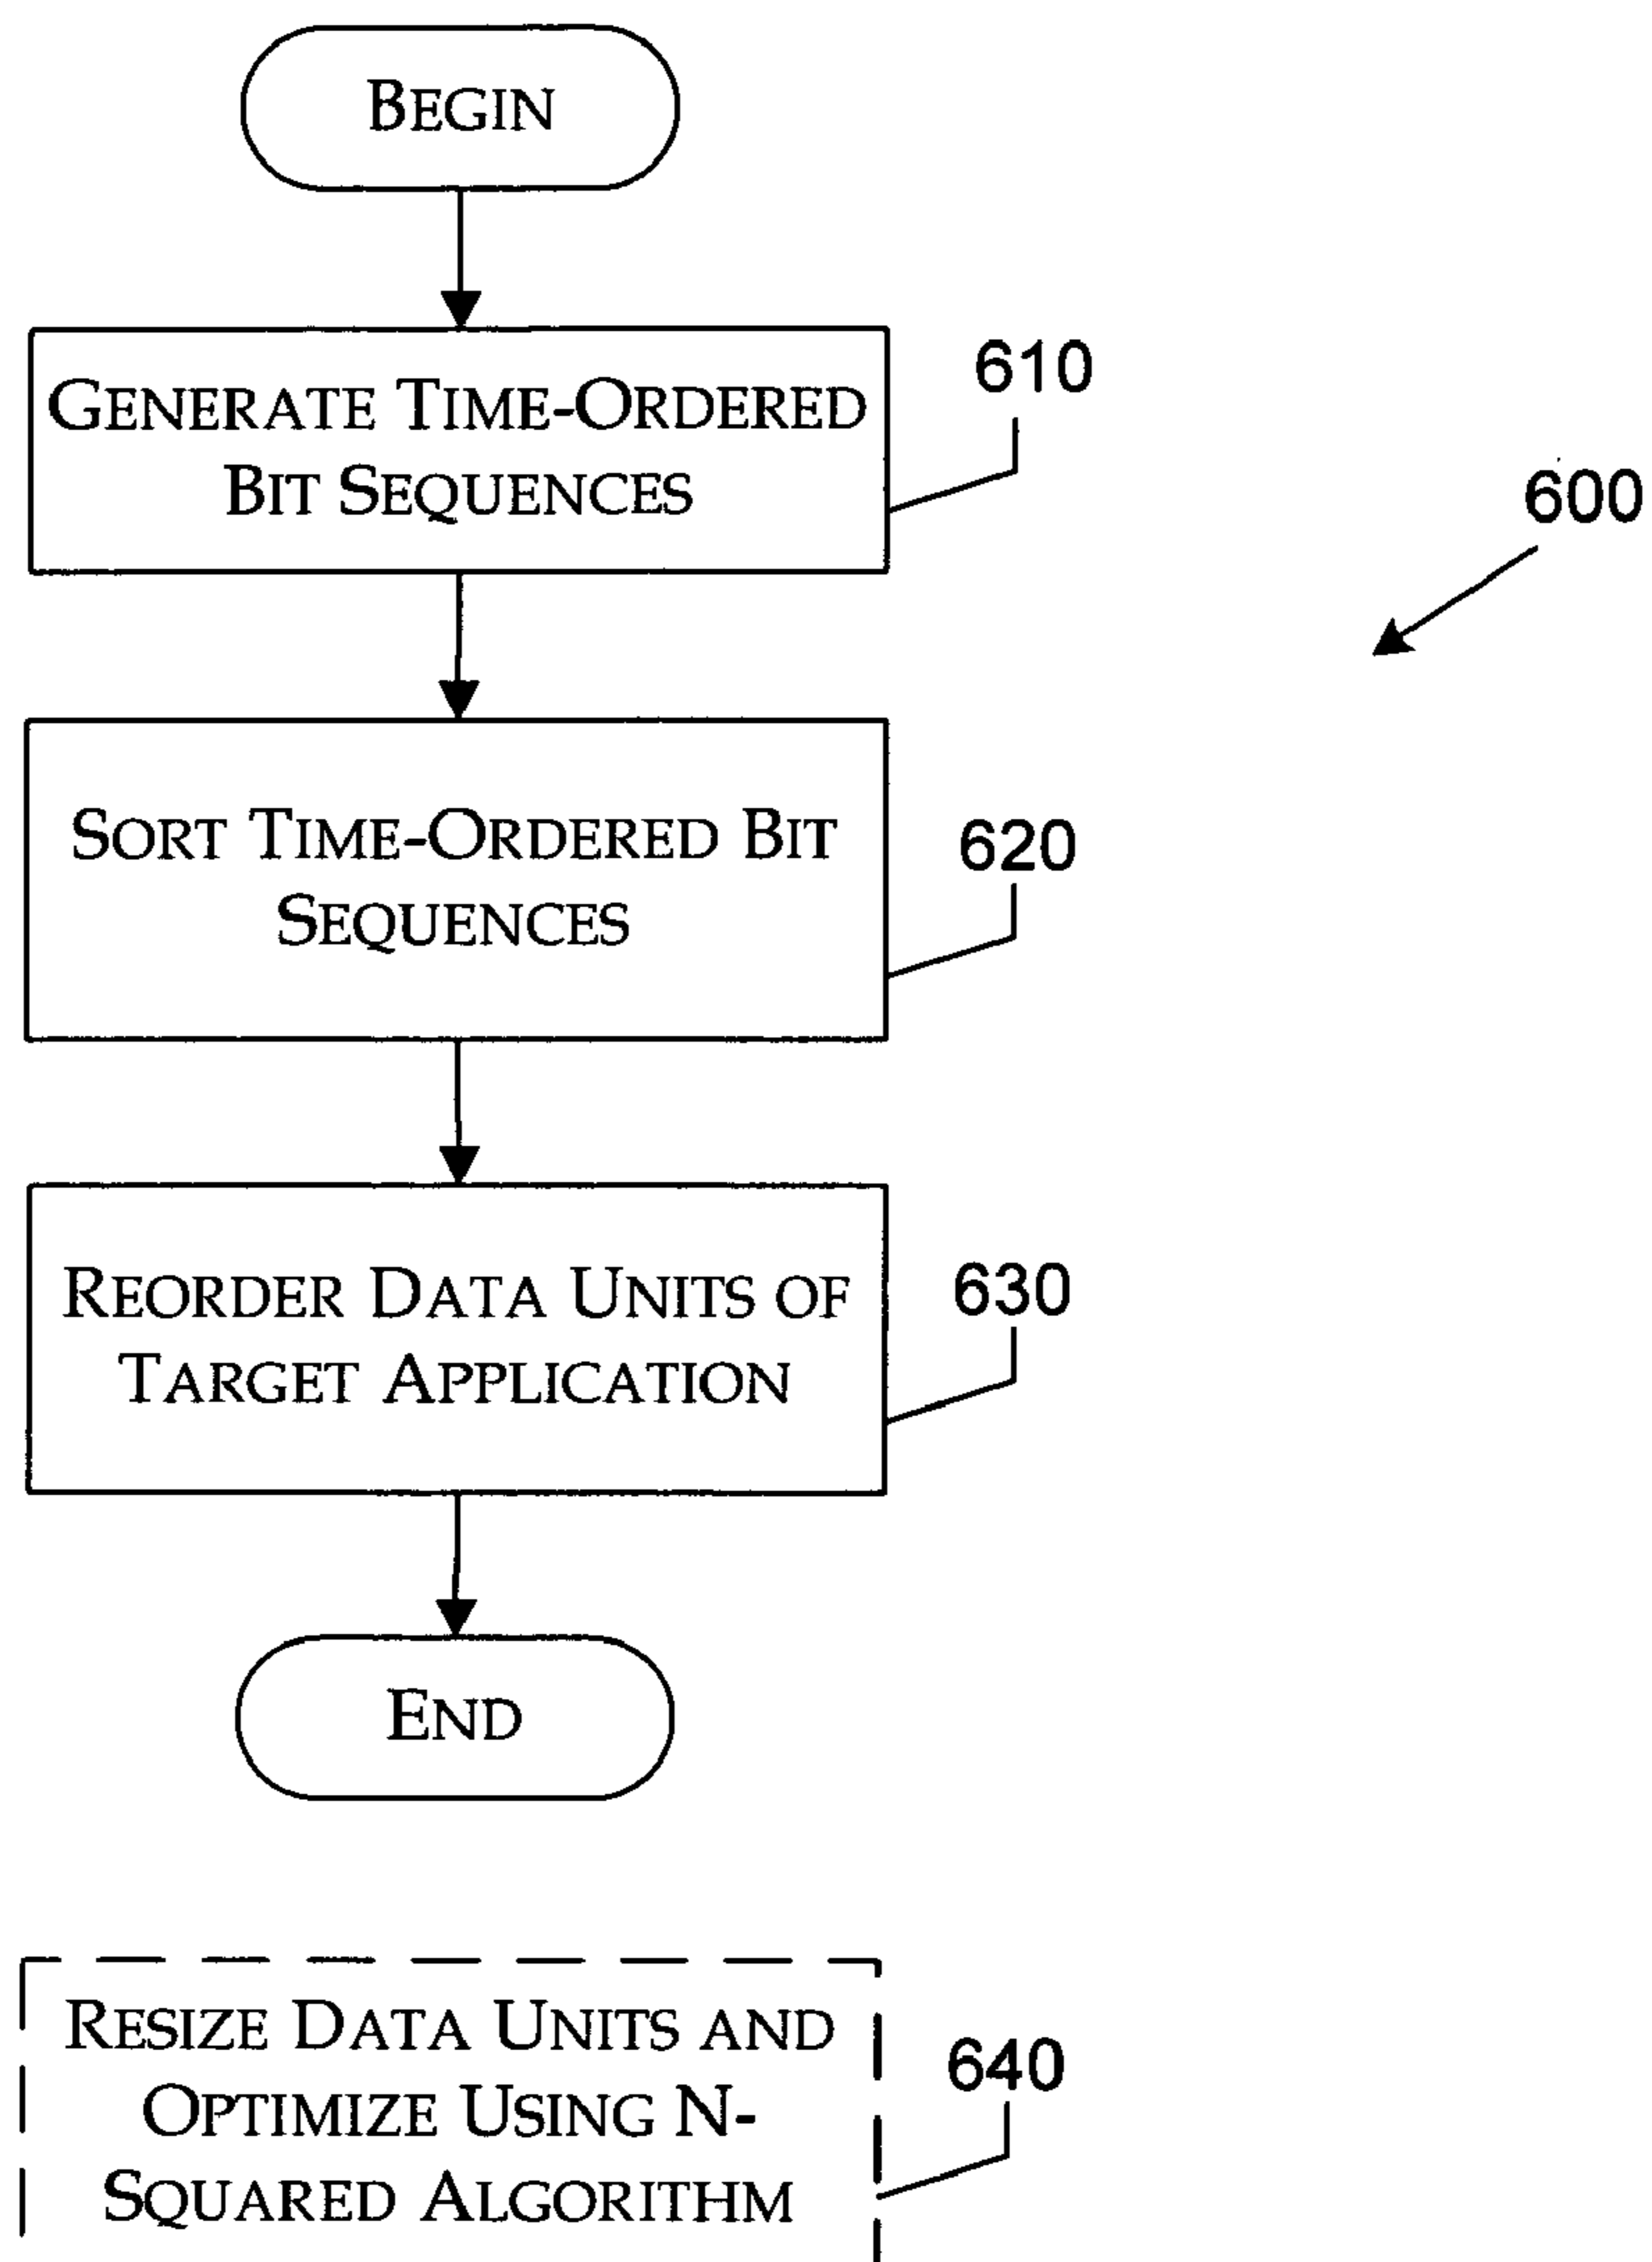 BEGIN
GENERATE TIME-ORDERED
BIT SEQUENCES
610
600
SORT TIME-ORDERED BIT
SEQUENCES
620
REORDER DATA UNITS OF
TARGET APPLICATION
630
END
RESIZE DATA UNITS AND
OPTIMIZE USING N-
SQUARED ALGORITHM
640